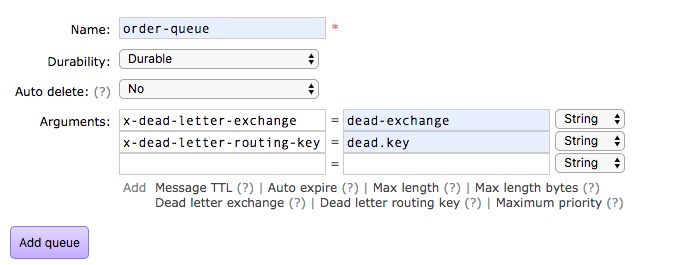 Name: order-queue *
Durability: Durable
Auto delete: (?) No
Arguments: x-dead-letter-exchange = dead-exchange String
x-dead-letter-routing-key = dead.key String
= String
Add Message TTL (?) | Auto expire (?) | Max length (?) | Max length bytes (?)
Dead letter exchange (?) | Dead letter routing key (?) | Maximum priority (?)
Add queue